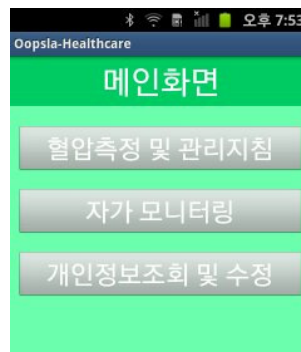 오후 7:53
Oopsla-Healthcare
메인화면
혈압측정 및 관리지침
자가 모니터링
개인정보조회 및 수정